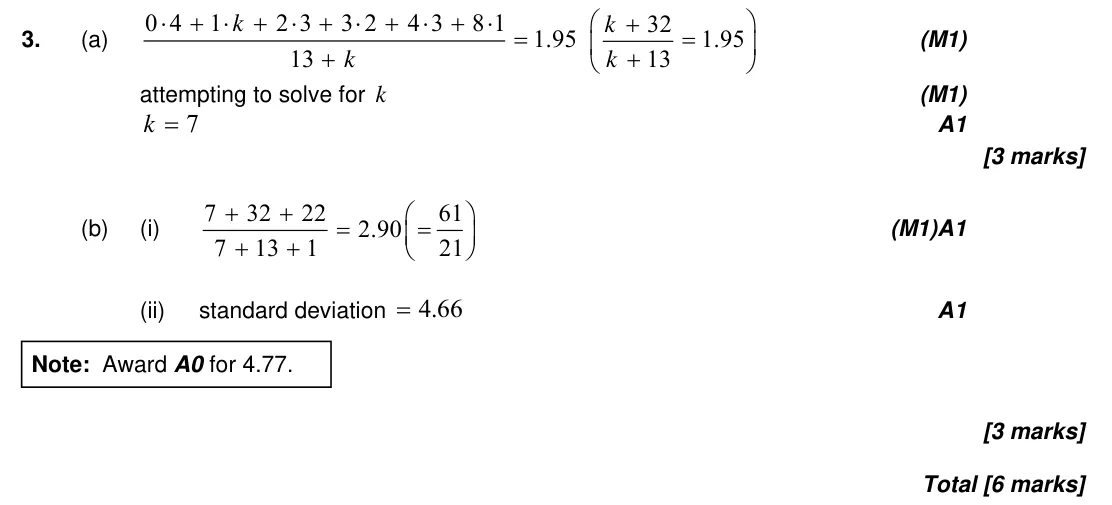 3. (a) (0·4 + 1·k + 2·3 + 3·2 + 4·3 + 8·1)/(13 + k) = 1.95 ((k + 32)/(k + 13) = 1.95) (M1)
attempting to solve for k (M1)
k = 7 A1
[3 marks]
(b) (i) (7 + 32 + 22)/(7 + 13 + 1) = 2.90 (= 61/21) (M1)A1
(ii) standard deviation = 4.66 A1
Note: Award A0 for 4.77.
[3 marks]
Total [6 marks]